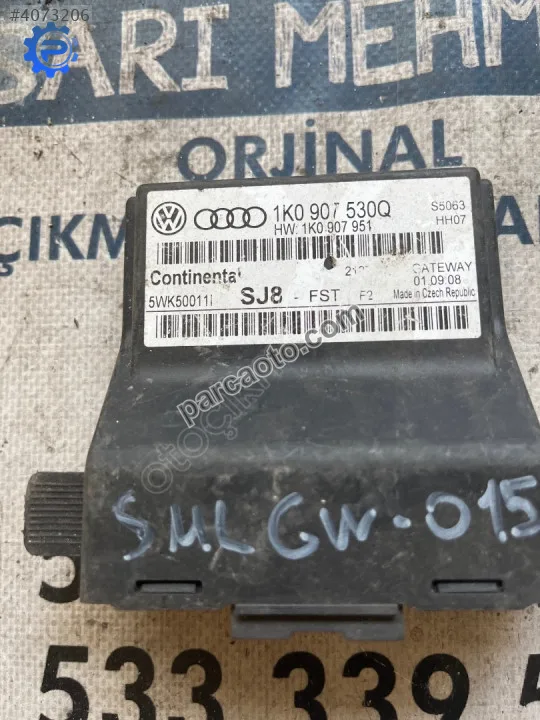 #4073206
SARI MEHM
ORJİNAL
ÇIKM
1K0 907 530Q
S5063
HW: 1K0 907 951
HH07
Continental
GATEWAY
01.09.08
5WK50011
SJ8 - FST F2
Made in Czech Republic
parcaoto.com
SML GW-015
533 339 5